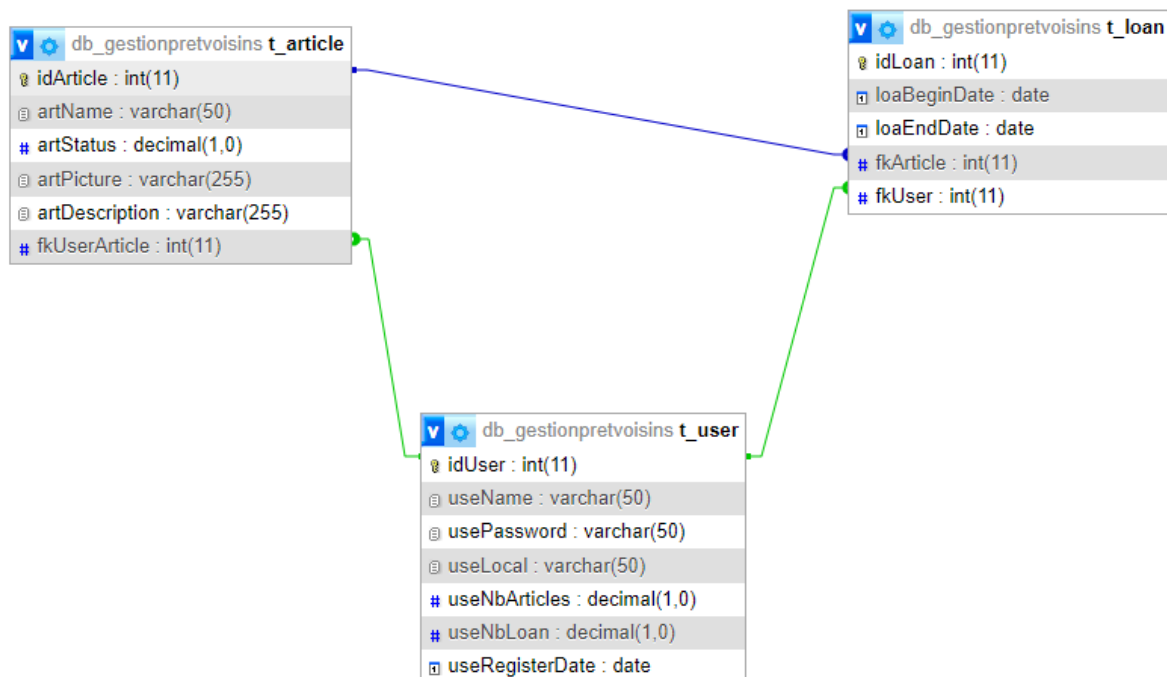 db_gestionpretvoisins t_article
idArticle : int(11)
artName : varchar(50)
artStatus : decimal(1,0)
artPicture : varchar(255)
artDescription : varchar(255)
fkUserArticle : int(11)
db_gestionpretvoisins t_loan
idLoan : int(11)
loaBeginDate : date
loaEndDate : date
fkArticle : int(11)
fkUser : int(11)
db_gestionpretvoisins t_user
idUser : int(11)
useName : varchar(50)
usePassword : varchar(50)
useLocal : varchar(50)
useNbArticles : decimal(1,0)
useNbLoan : decimal(1,0)
useRegisterDate : date